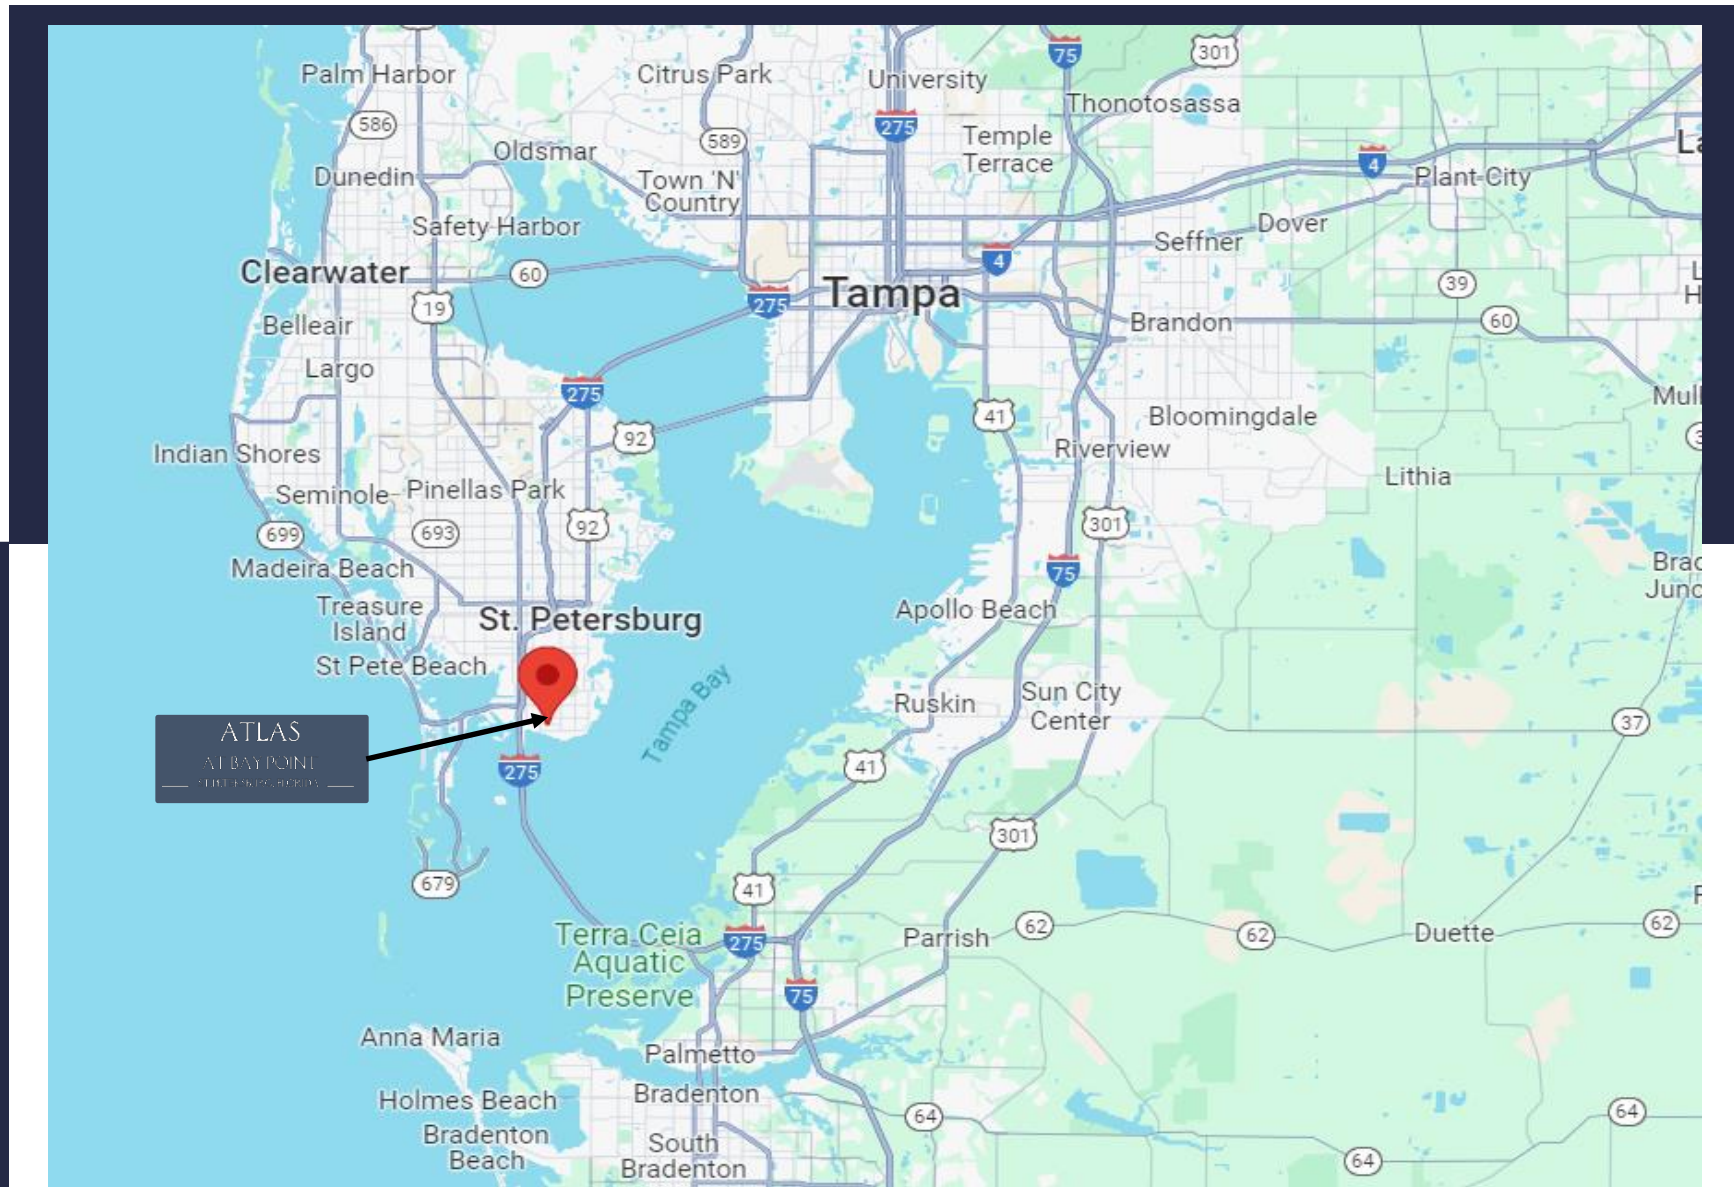 Palm Harbor
Citrus Park
University
75
301
Thonotosassa
586
275
589
Temple
Terrace
Oldsmar
4
Dunedin
Town 'N'
Country
Plant City
Safety Harbor
Dover
Seffner
Clearwater
60
4
39
19
275
Tampa
Belleair
Brandon
60
Largo
275
41
Bloomingdale
92
Indian Shores
Riverview
Lithia
Seminole
Pinellas Park
699
693
92
301
Madeira Beach
75
Treasure
Island
St. Petersburg
Apollo Beach
St Pete Beach
Tampa Bay
Ruskin
Sun City
Center
37
ATLAS
AT BAY POINT
275
41
301
679
41
Terra Ceia
Aquatic
Preserve
275
Parrish
62
62
Duette
62
75
Anna Maria
Palmetto
Holmes Beach
Bradenton
64
64
Bradenton
Beach
South
Bradenton
64